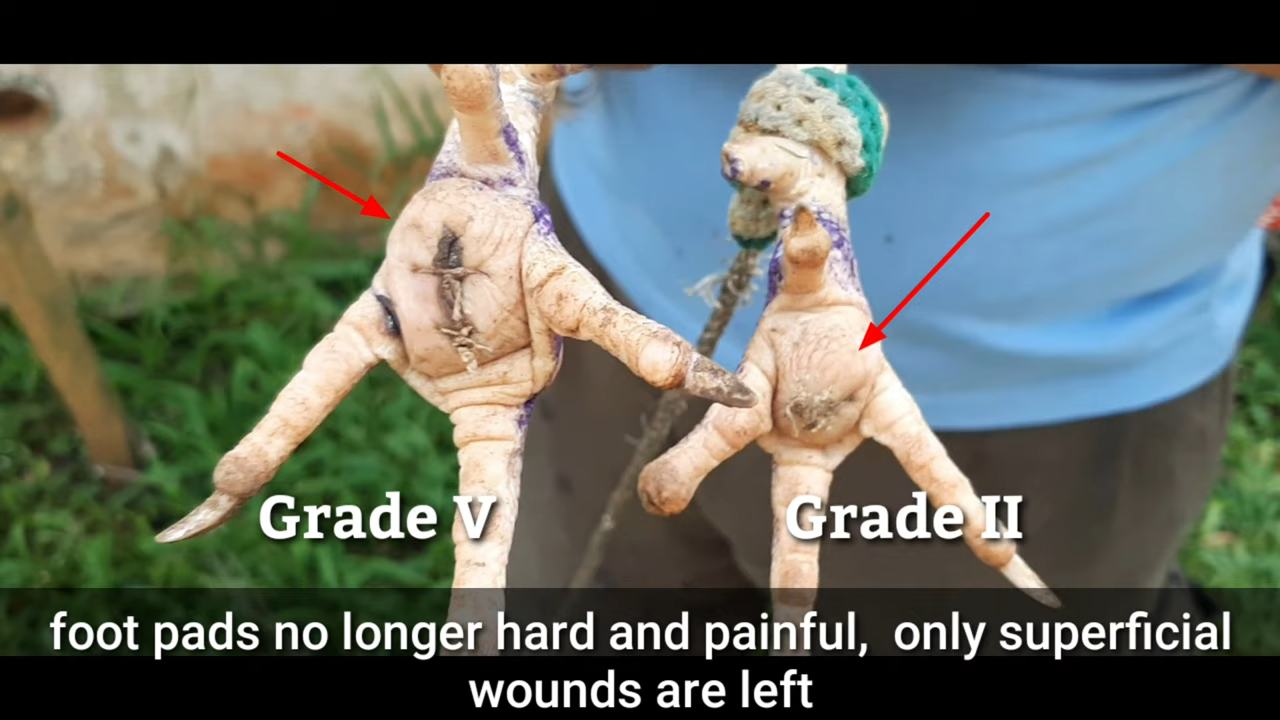 Grade V
Grade II
foot pads no longer hard and painful, only superficial
wounds are left